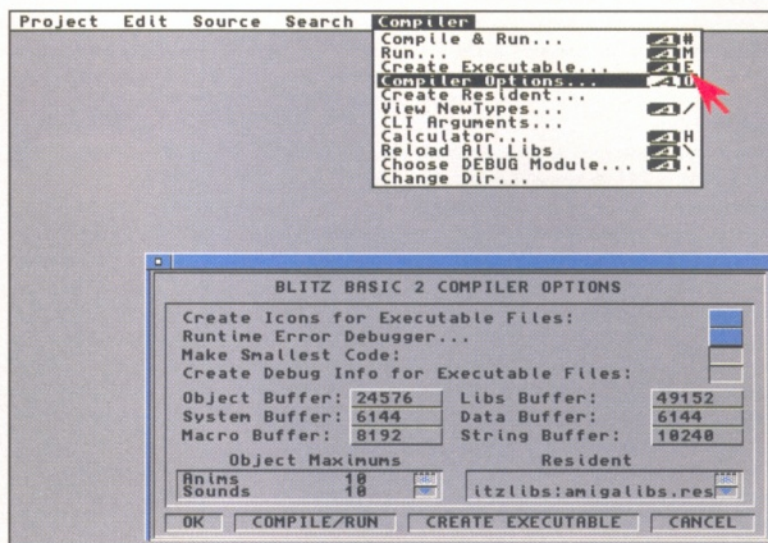 Project Edit Source Search Compiler
Compile & Run... A#
Run... AM
Create Executable... AE
Compiler Options... AO
Create Resident...
View NewTypes... A/
CLI Arguments...
Calculator... AH
Reload All Libs A\
Choose DEBUG Module... A.
Change Dir...
BLITZ BASIC 2 COMPILER OPTIONS
Create Icons for Executable Files:
Runtime Error Debugger...
Make Smallest Code:
Create Debug Info for Executable Files:
Object Buffer: 24576 Libs Buffer: 49152
System Buffer: 6144 Data Buffer: 6144
Macro Buffer: 8192 String Buffer: 10240
Object Maximums Resident
Anims 10
Sounds 10 itzlibs:amigalibs.res
OK COMPILE/RUN CREATE EXECUTABLE CANCEL